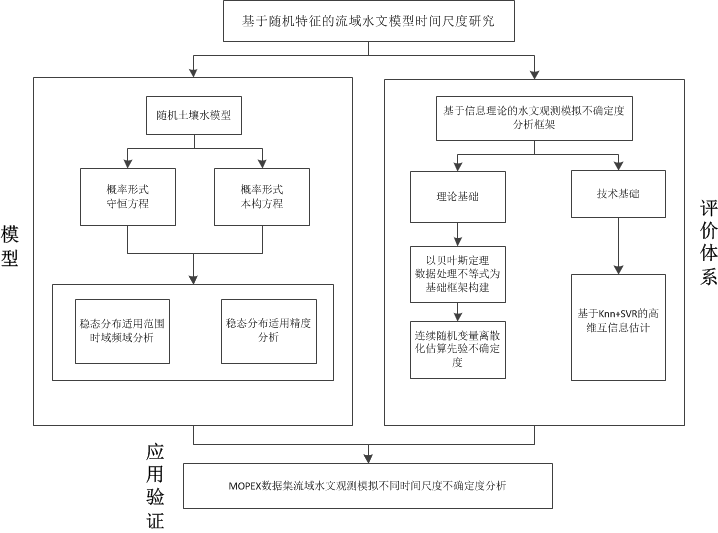 基于随机特征的流域水文模型时间尺度研究
模型
随机土壤水模型
概率形式
守恒方程
概率形式
本构方程
稳态分布适用范围
时域频域分析
稳态分布适用精度
分析
基于信息理论的水文观测模拟不确定度
分析框架
理论基础
技术基础
以贝叶斯定理
数据处理不等式为
基础框架构建
连续随机变量离散
化估算先验不确定
度
基于Knn+SVR的高
维互信息估计
评价体系
应用验证
MOPEX数据集流域水文观测模拟不同时间尺度不确定度分析